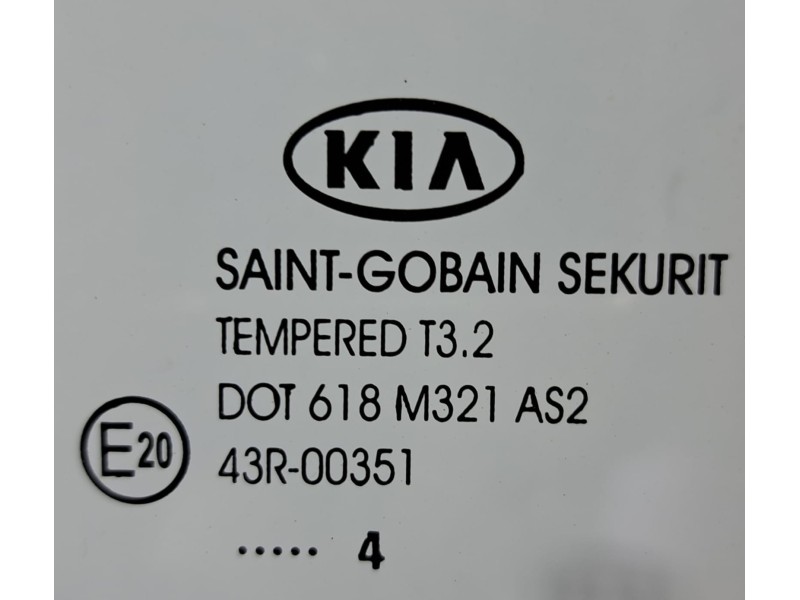 KIA
SAINT-GOBAIN SEKURIT
TEMPERED T3.2
DOT 618 M321 AS2
E20
43R-00351
..... 4